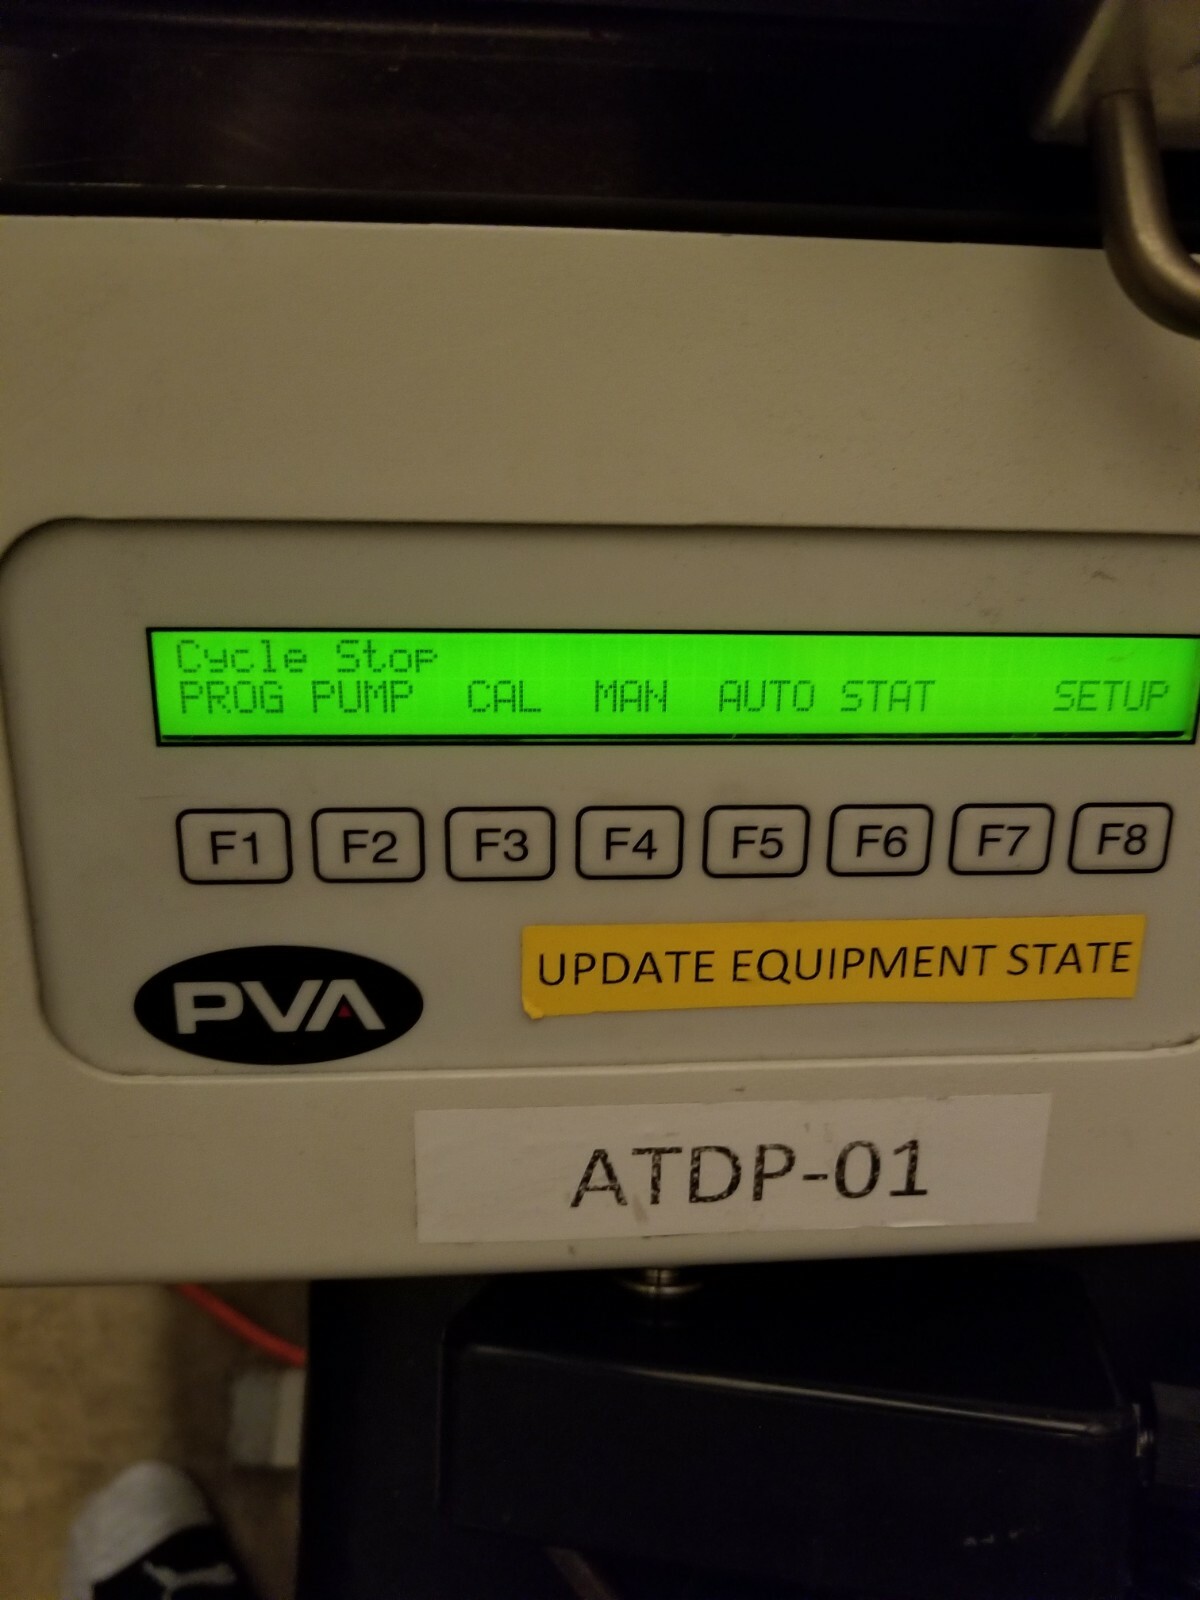 Cycle Stop
PROG PUMP CAL MAN AUTO STAT SETUP
F1 F2 F3 F4 F5 F6 F7 F8
UPDATE EQUIPMENT STATE
PVA
ATDP-01